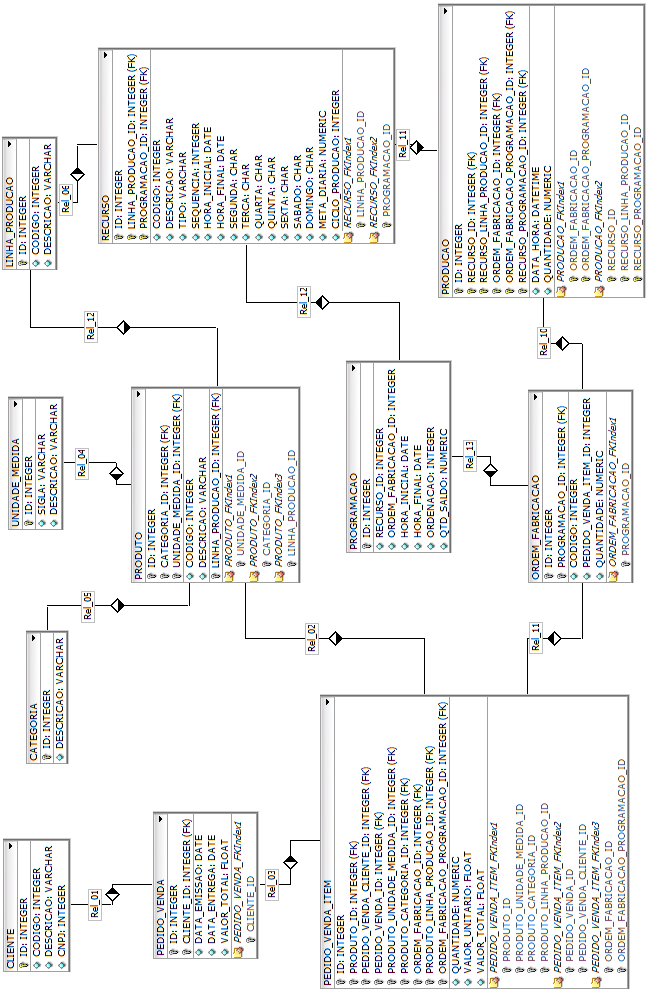 CLIENTE
ID: INTEGER
CODIGO: INTEGER
DESCRICAO: VARCHAR
CNPJ: INTEGER
Rel_01
PEDIDO_VENDA
ID: INTEGER
CLIENTE_ID: INTEGER (FK)
DATA_EMISSAO: DATE
DATA_ENTREGA: DATE
VALOR_TOTAL: FLOAT
PEDIDO_VENDA_FKIndex1
CLIENTE_ID
Rel_03
PEDIDO_VENDA_ITEM
ID: INTEGER
PRODUTO_ID: INTEGER (FK)
PEDIDO_VENDA_CLIENTE_ID: INTEGER (FK)
PEDIDO_VENDA_ID: INTEGER (FK)
PRODUTO_UNIDADE_MEDIDA_ID: INTEGER (FK)
PRODUTO_CATEGORIA_ID: INTEGER (FK)
ORDEM_FABRICACAO_ID: INTEGER (FK)
PRODUTO_LINHA_PRODUCAO_ID: INTEGER (FK)
ORDEM_FABRICACAO_PROGRAMACAO_ID: INTEGER (FK)
QUANTIDADE: NUMERIC
VALOR_UNITARIO: FLOAT
VALOR_TOTAL: FLOAT
PEDIDO_VENDA_ITEM_FKIndex1
PRODUTO_ID
PRODUTO_UNIDADE_MEDIDA_ID
PRODUTO_CATEGORIA_ID
PRODUTO_LINHA_PRODUCAO_ID
PEDIDO_VENDA_ITEM_FKIndex2
PEDIDO_VENDA_ID
PEDIDO_VENDA_CLIENTE_ID
PEDIDO_VENDA_ITEM_FKIndex3
ORDEM_FABRICACAO_ID
ORDEM_FABRICACAO_PROGRAMACAO_ID
CATEGORIA
ID: INTEGER
DESCRICAO: VARCHAR
Rel_05
UNIDADE_MEDIDA
ID: INTEGER
SIGLA: VARCHAR
DESCRICAO: VARCHAR
Rel_04
PRODUTO
ID: INTEGER
CATEGORIA_ID: INTEGER (FK)
UNIDADE_MEDIDA_ID: INTEGER (FK)
CODIGO: INTEGER
DESCRICAO: VARCHAR
LINHA_PRODUCAO_ID: INTEGER (FK)
PRODUTO_FKIndex1
UNIDADE_MEDIDA_ID
PRODUTO_FKIndex2
CATEGORIA_ID
PRODUTO_FKIndex3
LINHA_PRODUCAO_ID
Rel_02
Rel_12
PROGRAMACAO
ID: INTEGER
RECURSO_ID: INTEGER
ORDEM_FABRICACAO_ID: INTEGER
HORA_INICIAL: DATE
HORA_FINAL: DATE
ORDENACAO: INTEGER
QTD_SALDO: NUMERIC
Rel_13
ORDEM_FABRICACAO
ID: INTEGER
PROGRAMACAO_ID: INTEGER (FK)
CODIGO: INTEGER
PEDIDO_VENDA_ITEM_ID: INTEGER
QUANTIDADE: NUMERIC
ORDEM_FABRICACAO_FKIndex1
PROGRAMACAO_ID
Rel_11
LINHA_PRODUCAO
ID: INTEGER
CODIGO: INTEGER
DESCRICAO: VARCHAR
Rel_06
RECURSO
ID: INTEGER
LINHA_PRODUCAO_ID: INTEGER (FK)
PROGRAMACAO_ID: INTEGER (FK)
CODIGO: INTEGER
DESCRICAO: VARCHAR
TIPO: VARCHAR
SEQUENCIA: INTEGER
HORA_INICIAL: DATE
HORA_FINAL: DATE
SEGUNDA: CHAR
TERCA: CHAR
QUARTA: CHAR
QUINTA: CHAR
SEXTA: CHAR
SABADO: CHAR
DOMINGO: CHAR
META_DIARIA: NUMERIC
CICLO_PRODUCAO: INTEGER
RECURSO_FKIndex1
LINHA_PRODUCAO_ID
RECURSO_FKIndex2
PROGRAMACAO_ID
Rel_12
Rel_11
PRODUCAO
ID: INTEGER
RECURSO_ID: INTEGER (FK)
RECURSO_LINHA_PRODUCAO_ID: INTEGER (FK)
ORDEM_FABRICACAO_ID: INTEGER (FK)
ORDEM_FABRICACAO_PROGRAMACAO_ID: INTEGER (FK)
RECURSO_PROGRAMACAO_ID: INTEGER (FK)
DATA_HORA: DATETIME
QUANTIDADE: NUMERIC
PRODUCAO_FKIndex1
ORDEM_FABRICACAO_ID
ORDEM_FABRICACAO_PROGRAMACAO_ID
PRODUCAO_FKIndex2
RECURSO_ID
RECURSO_LINHA_PRODUCAO_ID
RECURSO_PROGRAMACAO_ID
Rel_10